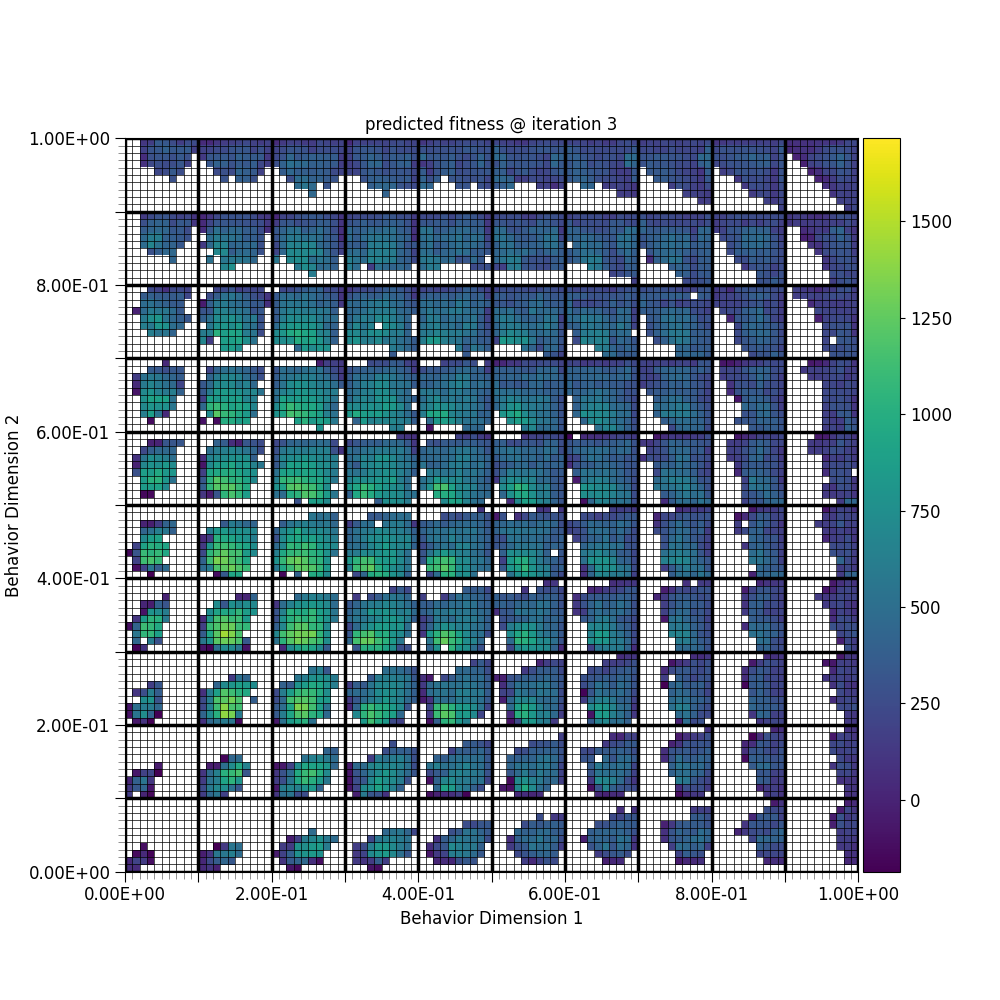 predicted fitness @ iteration 3
1.00E+00
8.00E-01
6.00E-01
4.00E-01
2.00E-01
0.00E+00
Behavior Dimension 2
0.00E+00 2.00E-01 4.00E-01 6.00E-01 8.00E-01 1.00E+00
Behavior Dimension 1
1500
1250
1000
750
500
250
0